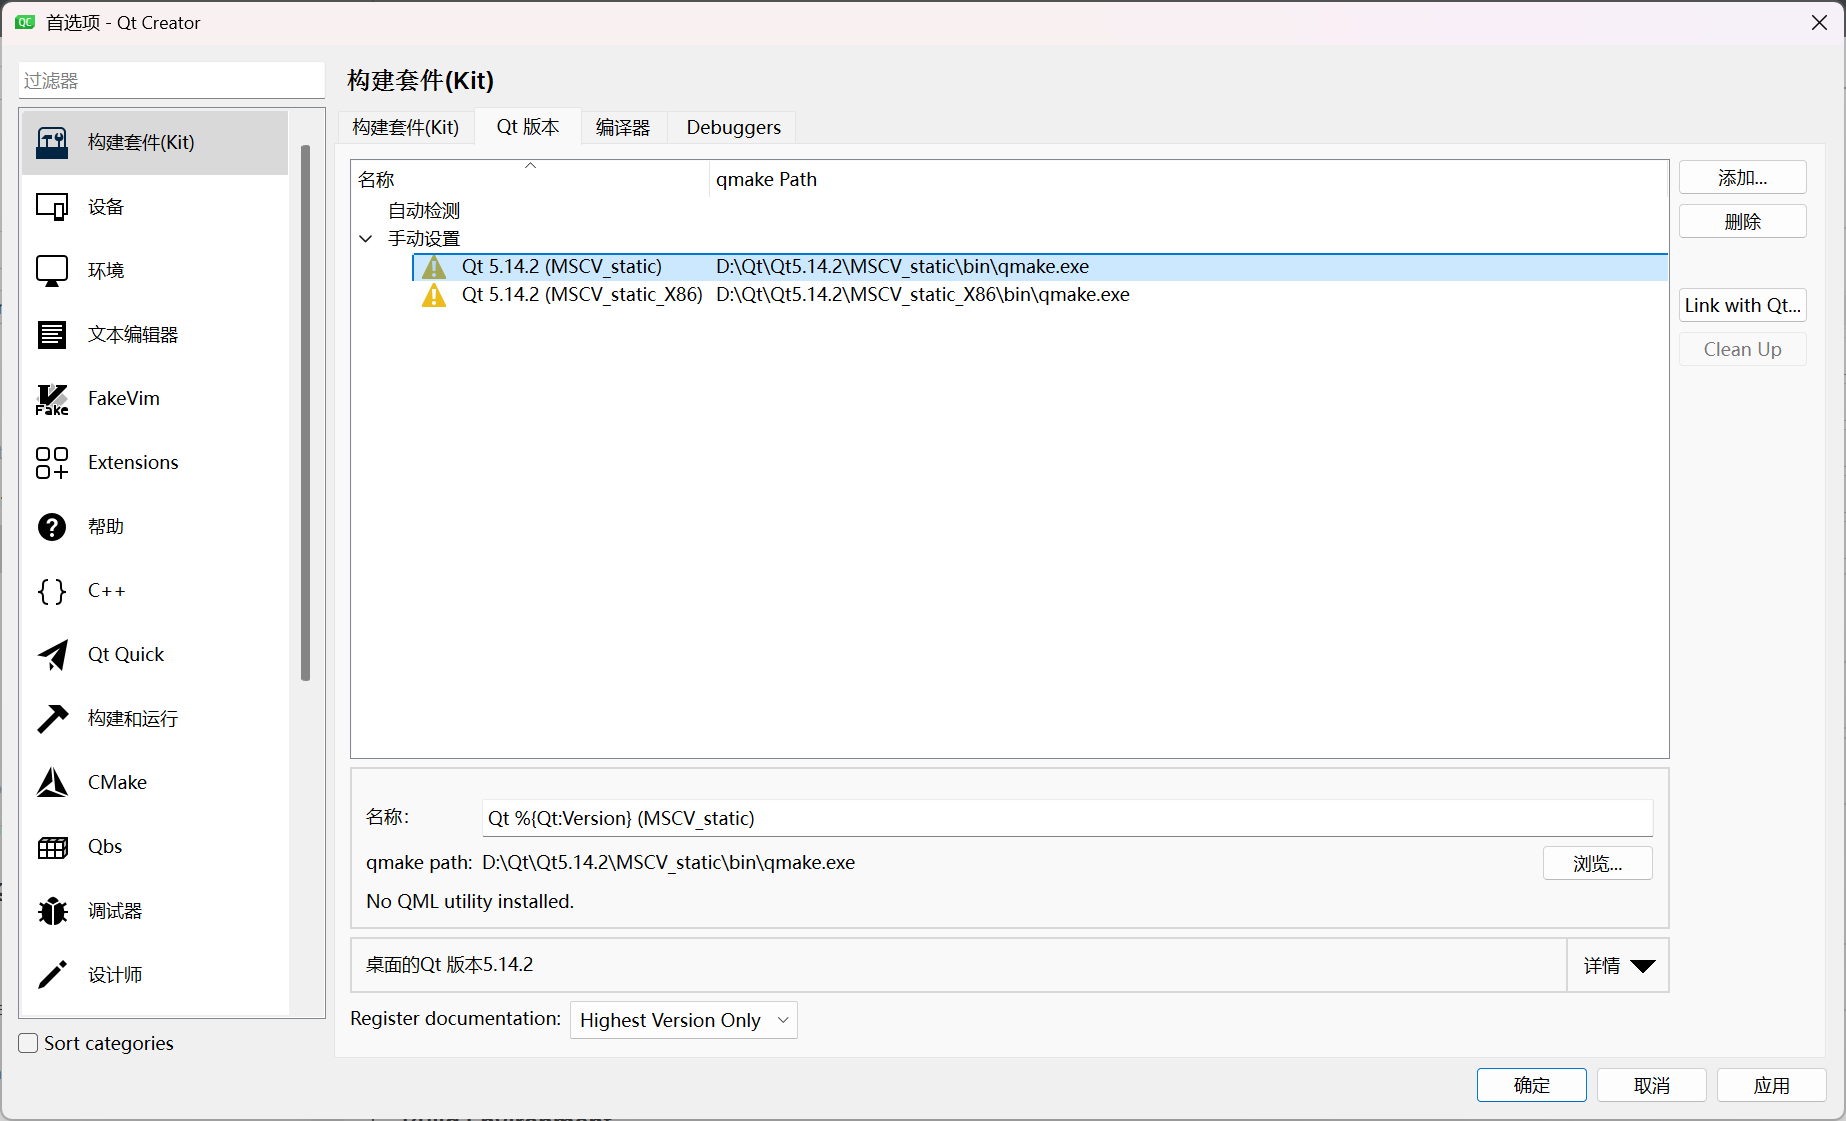 首选项 - Qt Creator
过滤器
构建套件(Kit)
设备
环境
文本编辑器
FakeVim
Extensions
帮助
C++
Qt Quick
构建和运行
CMake
Qbs
调试器
设计师
Sort categories
构建套件(Kit)
构建套件(Kit) Qt 版本 编译器 Debuggers
名称 qmake Path
自动检测
手动设置
Qt 5.14.2 (MSCV_static) D:\Qt\Qt5.14.2\MSCV_static\bin\qmake.exe
Qt 5.14.2 (MSCV_static_X86) D:\Qt\Qt5.14.2\MSCV_static_X86\bin\qmake.exe
添加...
删除
Link with Qt...
Clean Up
名称: Qt %{Qt:Version} (MSCV_static)
qmake path: D:\Qt\Qt5.14.2\MSCV_static\bin\qmake.exe 浏览...
No QML utility installed.
桌面的Qt 版本5.14.2 详情
Register documentation: Highest Version Only
确定 取消 应用